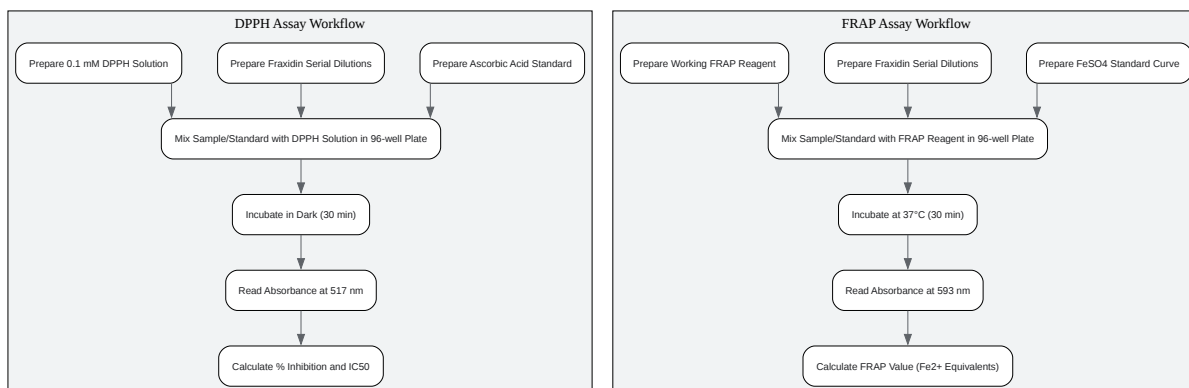 DPPH Assay Workflow
Prepare 0.1 mM DPPH Solution
Prepare Fraxidin Serial Dilutions
Prepare Ascorbic Acid Standard
Mix Sample/Standard with DPPH Solution in 96-well Plate
Incubate in Dark (30 min)
Read Absorbance at 517 nm
Calculate % Inhibition and IC50
FRAP Assay Workflow
Prepare Working FRAP Reagent
Prepare Fraxidin Serial Dilutions
Prepare FeSO4 Standard Curve
Mix Sample/Standard with FRAP Reagent in 96-well Plate
Incubate at 37°C (30 min)
Read Absorbance at 593 nm
Calculate FRAP Value (Fe2+ Equivalents)